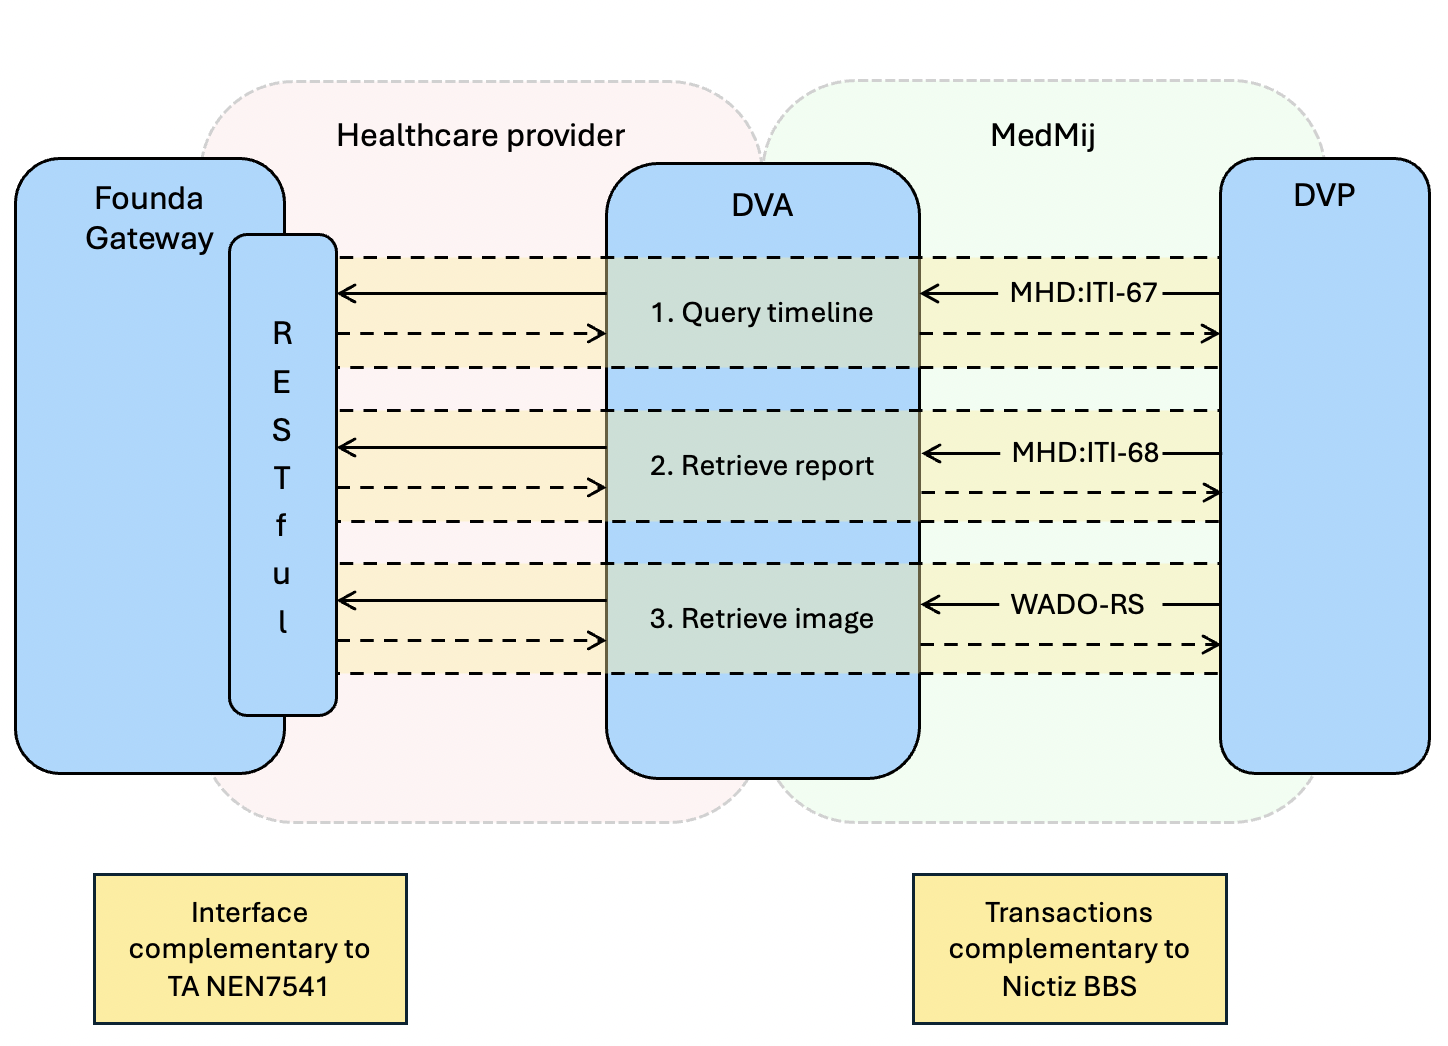 Healthcare provider
MedMij
Founda
Gateway
DVA
DVP
R
E
S
T
f
u
l
1. Query timeline
MHD:ITI-67
2. Retrieve report
MHD:ITI-68
3. Retrieve image
WADO-RS
Interface
complementary to
TA NEN7541
Transactions
complementary to
Nictiz BBS